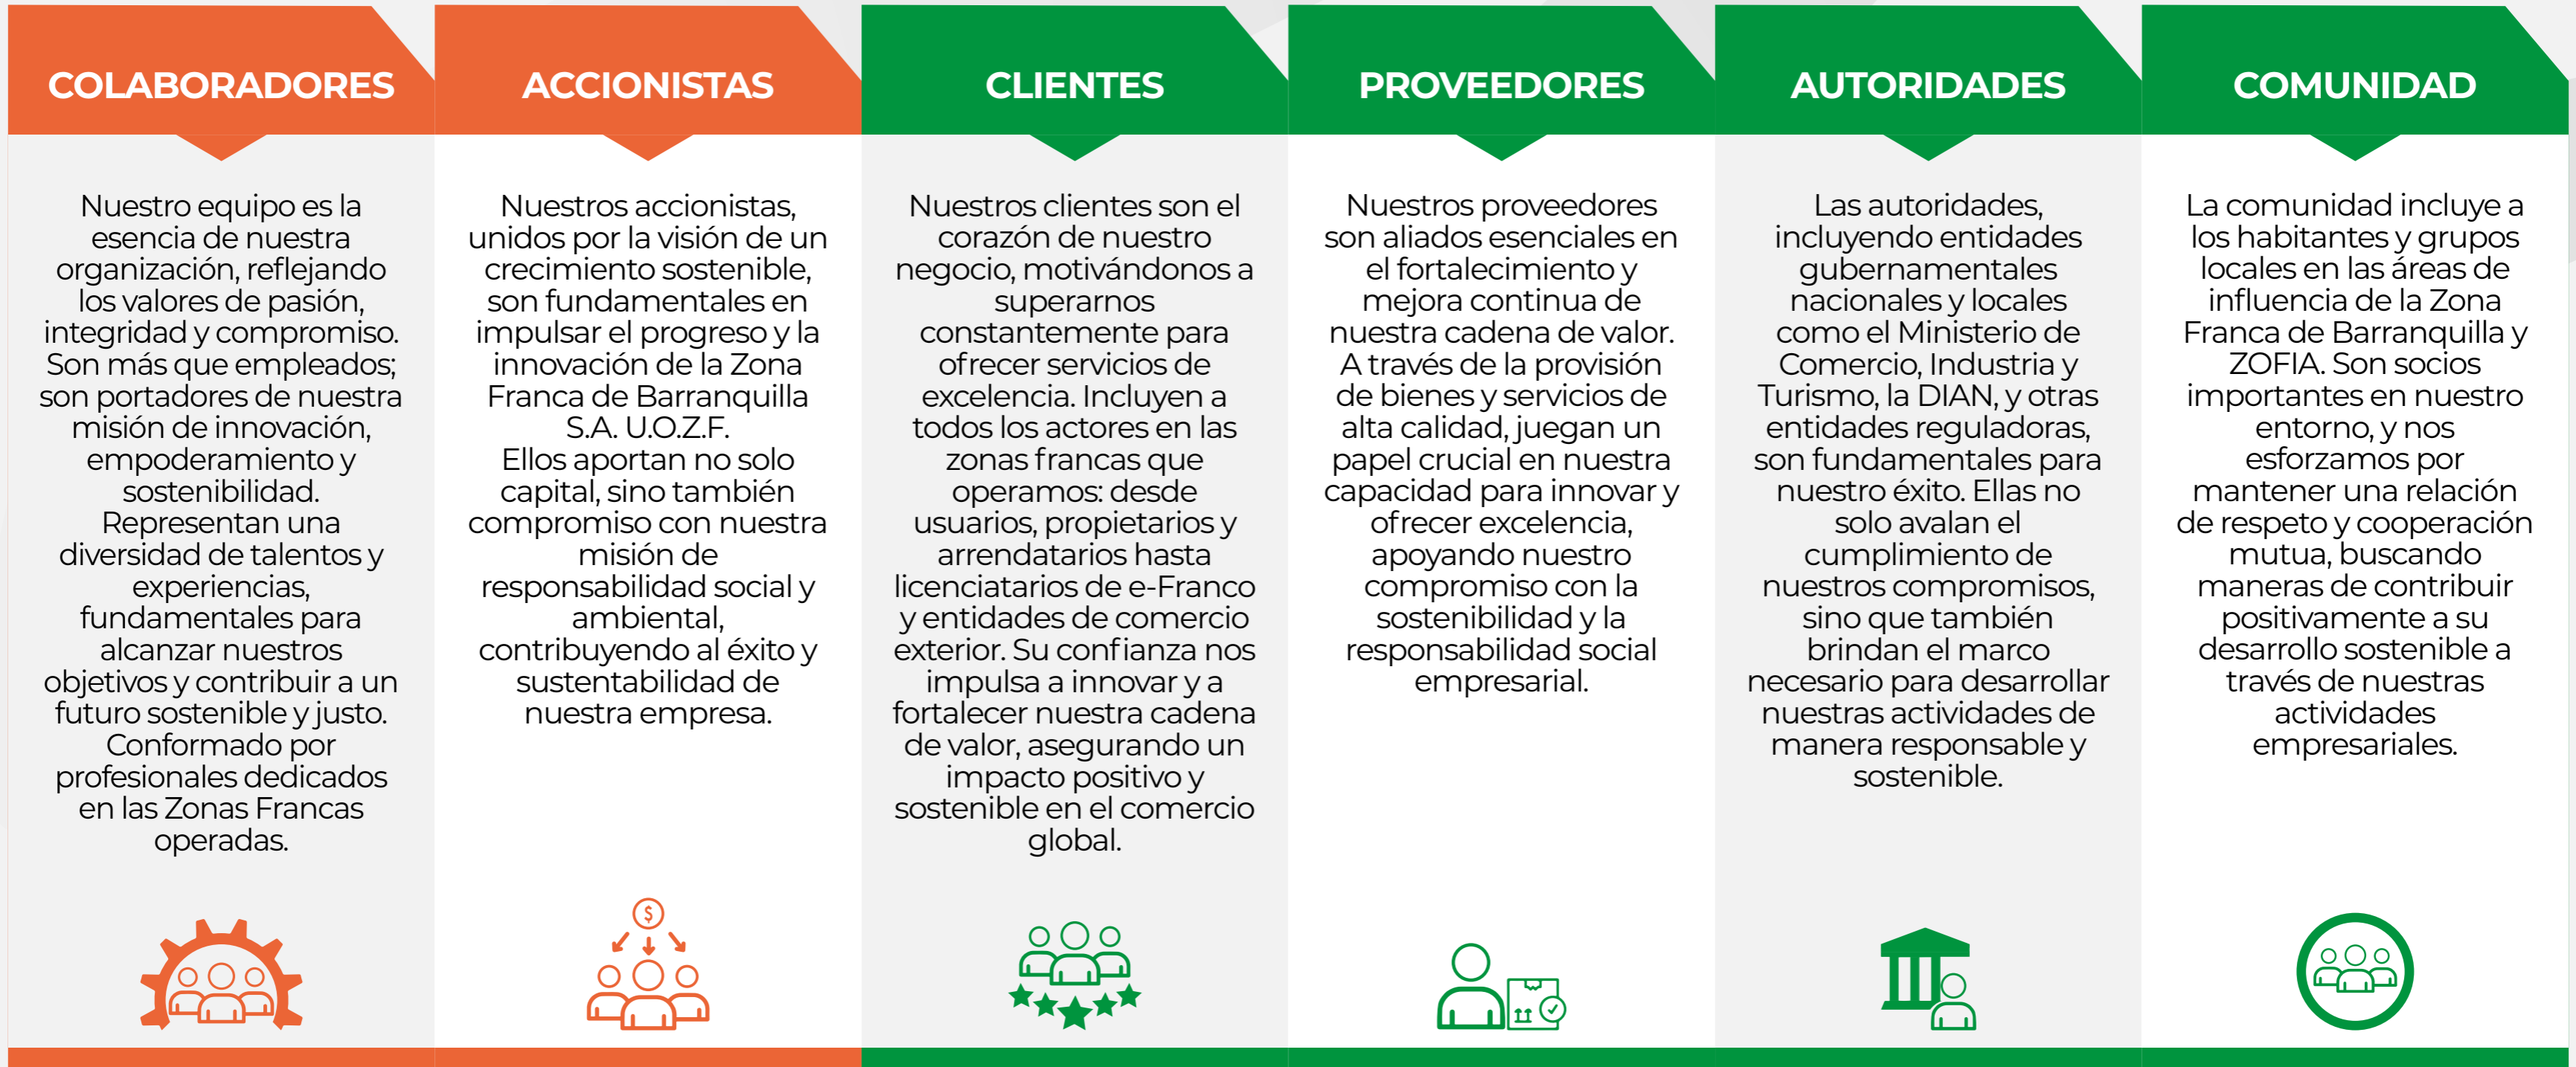 COLABORADORES
Nuestro equipo es la
esencia de nuestra
organización, reflejando
los valores de pasión,
integridad y compromiso.
Son más que empleados;
son portadores de nuestra
misión de innovación,
empoderamiento y
sostenibilidad.
Representan una
diversidad de talentos y
experiencias,
fundamentales para
alcanzar nuestros
objetivos y contribuir a un
futuro sostenible y justo.
Conformado por
profesionales dedicados
en las Zonas Francas
operadas.
ACCIONISTAS
Nuestros accionistas,
unidos por la visión de un
crecimiento sostenible,
son fundamentales en
impulsar el progreso y la
innovación de la Zona
Franca de Barranquilla
S.A. U.O.Z.F.
Ellos aportan no solo
capital, sino también
compromiso con nuestra
misión de
responsabilidad social y
ambiental,
contribuyendo al éxito y
sustentabilidad de
nuestra empresa.
$
CLIENTES
Nuestros clientes son el
corazón de nuestro
negocio, motivándonos a
superarnos
constantemente para
ofrecer servicios de
excelencia. Incluyen a
todos los actores en las
zonas francas que
operamos: desde
usuarios, propietarios y
arrendatarios hasta
licenciatarios de e-Franco
y entidades de comercio
exterior. Su confianza nos
impulsa a innovar y a
fortalecer nuestra cadena
de valor, asegurando un
impacto positivo y
sostenible en el comercio
global.
PROVEEDORES
Nuestros proveedores
son aliados esenciales en
el fortalecimiento y
mejora continua de
nuestra cadena de valor.
A través de la provisión
de bienes y servicios de
alta calidad, juegan un
papel crucial en nuestra
capacidad para innovar y
ofrecer excelencia,
apoyando nuestro
compromiso con la
sostenibilidad y la
responsabilidad social
empresarial.
AUTORIDADES
Las autoridades,
incluyendo entidades
gubernamentales
nacionales y locales
como el Ministerio de
Comercio, Industria y
Turismo, la DIAN, y otras
entidades reguladoras,
son fundamentales para
nuestro éxito. Ellas no
solo avalan el
cumplimiento de
nuestros compromisos,
sino que también
brindan el marco
necesario para desarrollar
nuestras actividades de
manera responsable y
sostenible.
COMUNIDAD
La comunidad incluye a
los habitantes y grupos
locales en las áreas de
influencia de la Zona
Franca de Barranquilla y
ZOFIA. Son socios
importantes en nuestro
entorno, y nos
esforzamos por
mantener una relación
de respeto y cooperación
mutua, buscando
maneras de contribuir
positivamente a su
desarrollo sostenible a
través de nuestras
actividades
empresariales.